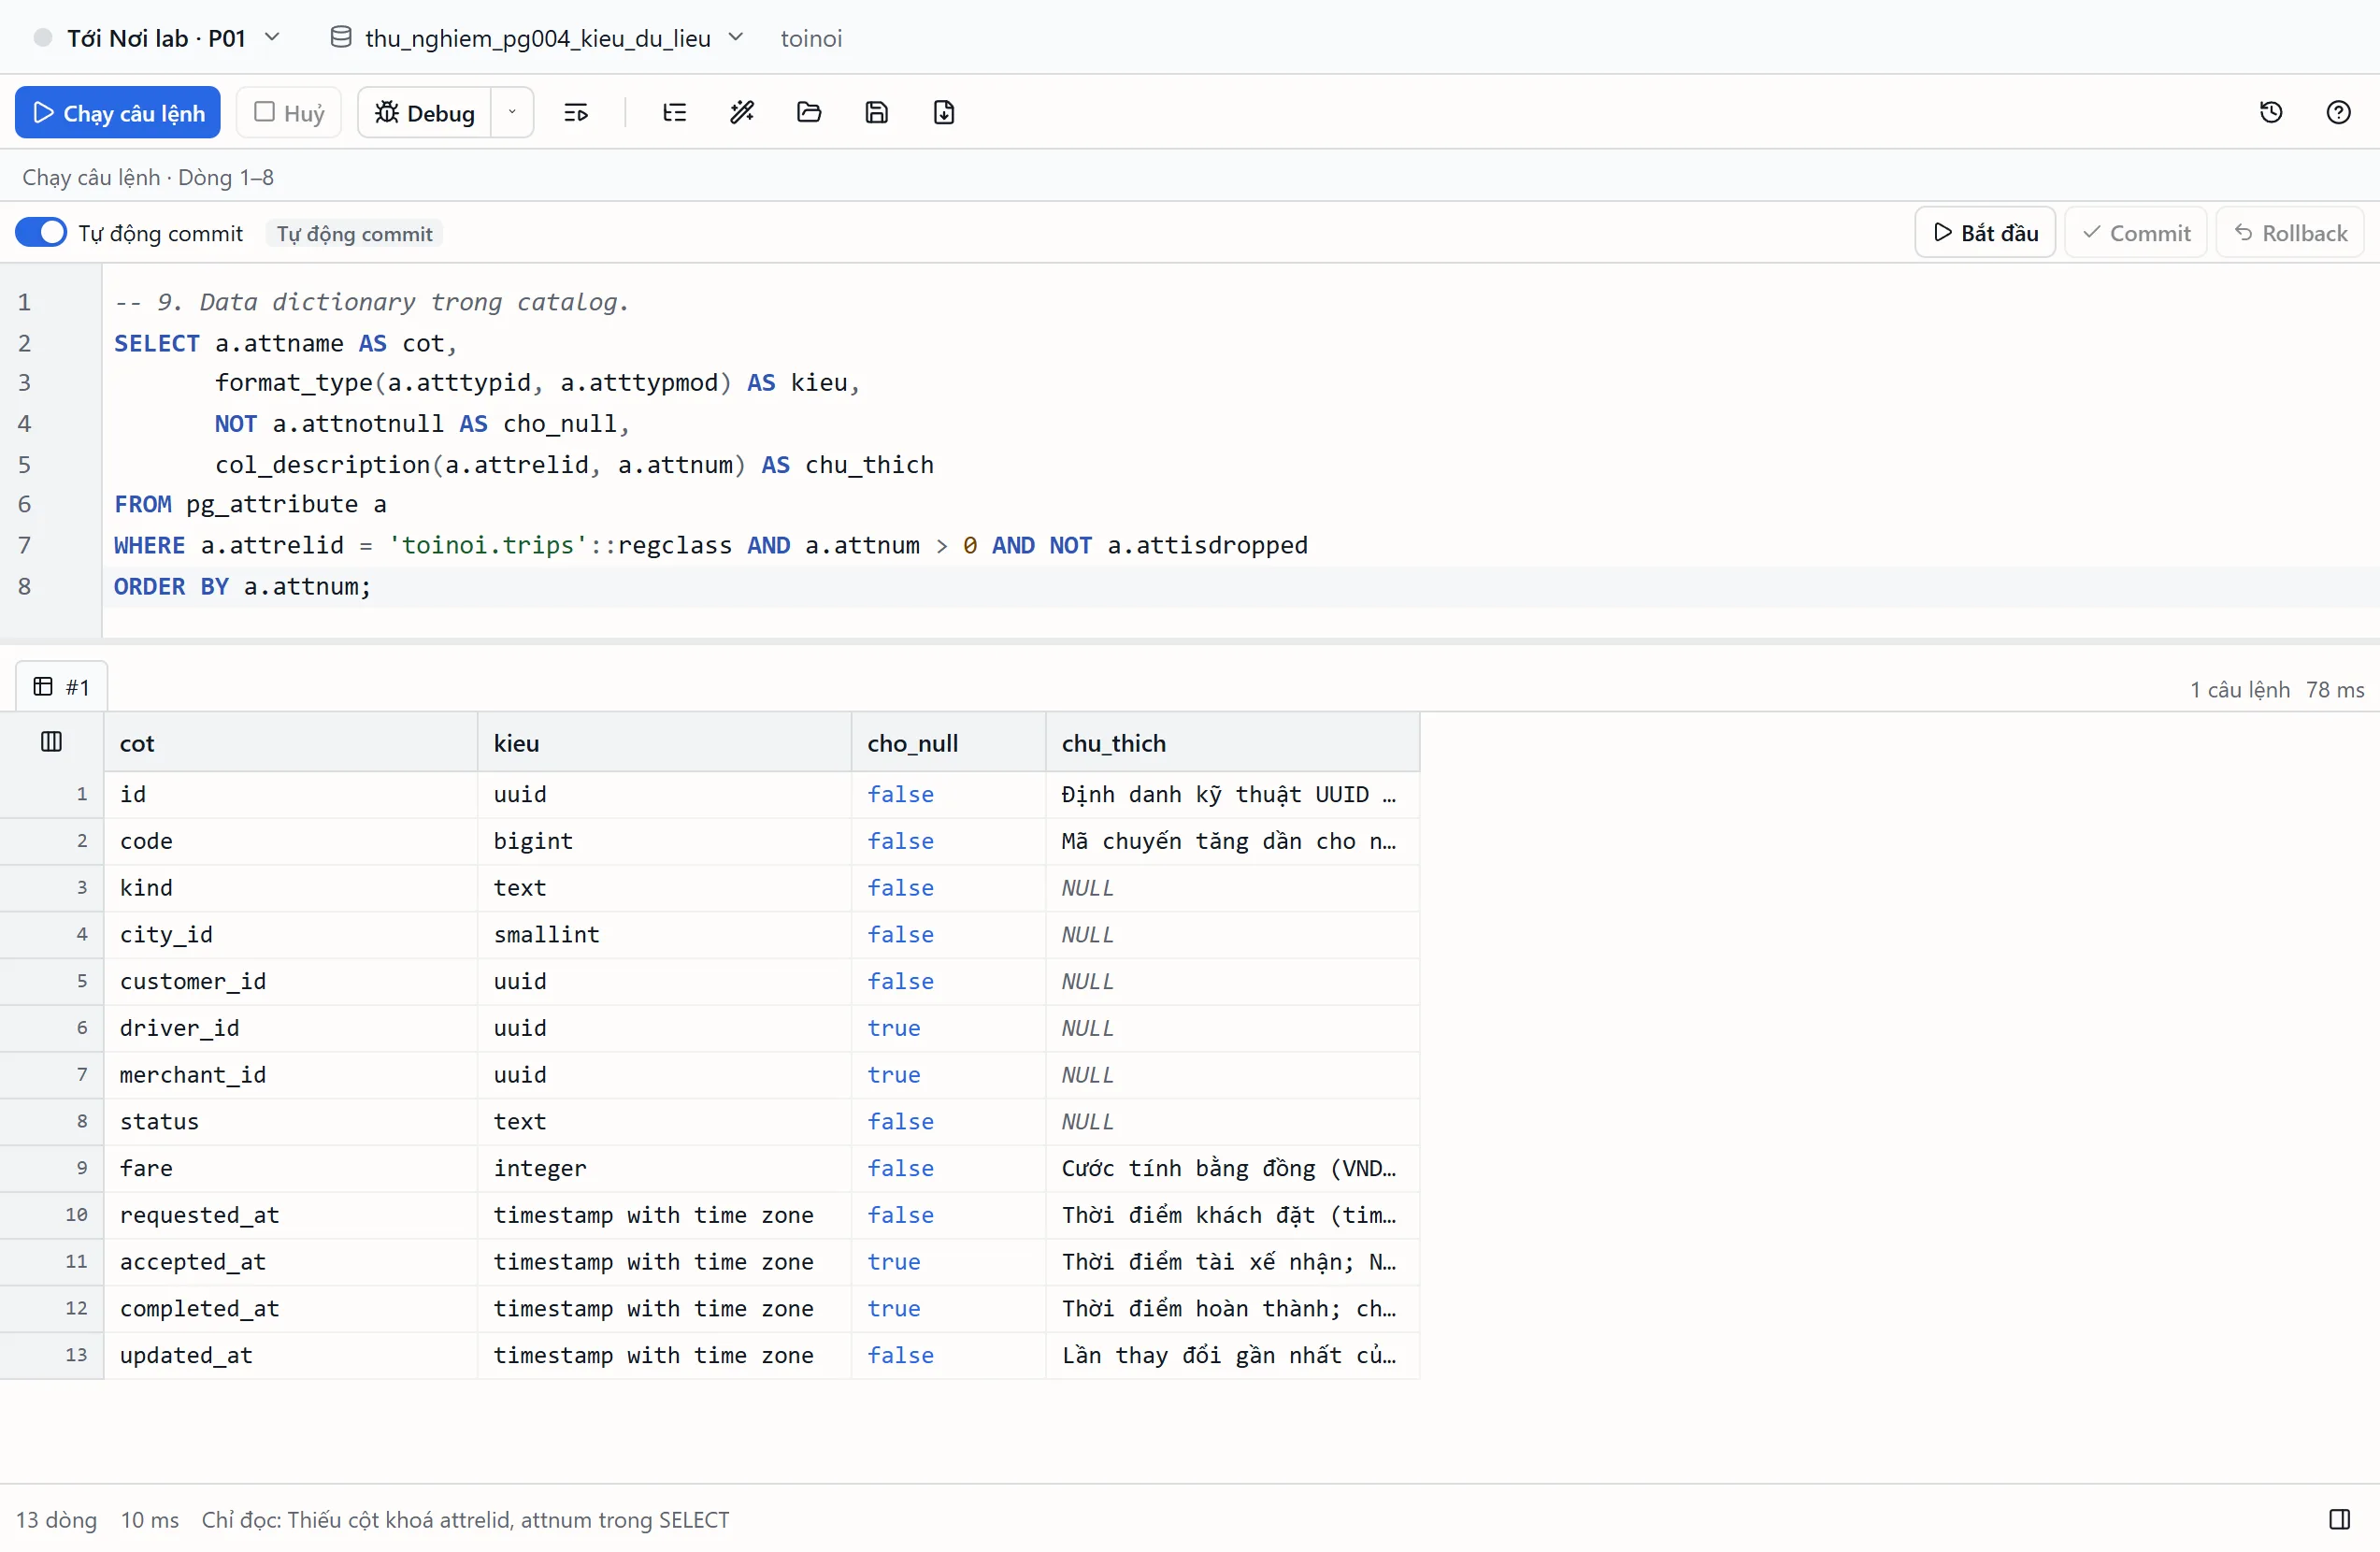 Tới Nơi lab · P01 thu_nghiem_pg004_kieu_du_lieu toinoi
Chạy câu lệnh Huỷ Debug
Chạy câu lệnh · Dòng 1–8
Tự động commit Tự động commit Bắt đầu Commit Rollback
1 -- 9. Data dictionary trong catalog.
2 SELECT a.attname AS cot,
3 format_type(a.atttypid, a.atttypmod) AS kieu,
4 NOT a.attnotnull AS cho_null,
5 col_description(a.attrelid, a.attnum) AS chu_thich
6 FROM pg_attribute a
7 WHERE a.attrelid = 'toinoi.trips'::regclass AND a.attnum > 0 AND NOT a.attisdropped
8 ORDER BY a.attnum;
#1 1 câu lệnh 78 ms
cot kieu cho_null chu_thich
1 id uuid false Định danh kỹ thuật UUID …
2 code bigint false Mã chuyến tăng dần cho n…
3 kind text false NULL
4 city_id smallint false NULL
5 customer_id uuid false NULL
6 driver_id uuid true NULL
7 merchant_id uuid true NULL
8 status text false NULL
9 fare integer false Cước tính bằng đồng (VND…
10 requested_at timestamp with time zone false Thời điểm khách đặt (tim…
11 accepted_at timestamp with time zone true Thời điểm tài xế nhận; N…
12 completed_at timestamp with time zone true Thời điểm hoàn thành; ch…
13 updated_at timestamp with time zone false Lần thay đổi gần nhất củ…
13 dòng 10 ms Chỉ đọc: Thiếu cột khoá attrelid, attnum trong SELECT